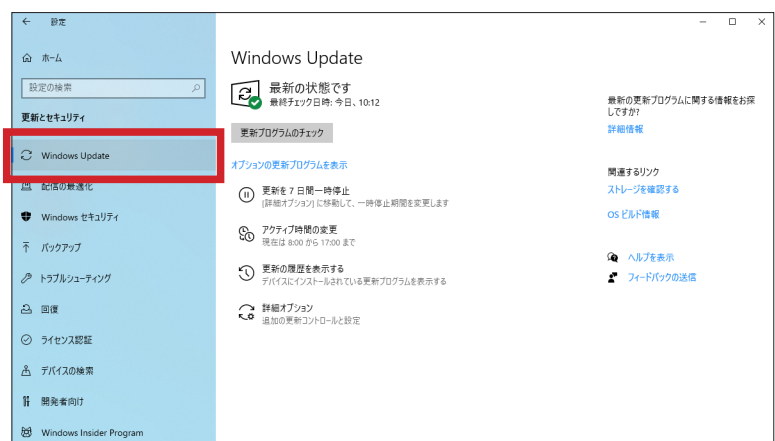 設定
ホーム
設定の検索
更新とセキュリティ
Windows Update
配信の最適化
Windows セキュリティ
バックアップ
トラブルシューティング
回復
ライセンス認証
デバイスの検索
開発者向け
Windows Insider Program
Windows Update
最新の状態です
最終チェック日時: 今日、10:12
更新プログラムのチェック
オプションの更新プログラムを表示
更新を 7 日間一時停止
[詳細オプション] に移動して、一時停止期間を変更します
アクティブ時間の変更
現在は 8:00 から 17:00 まで
更新の履歴を表示する
デバイスにインストールされている更新プログラムを表示する
詳細オプション
追加の更新コントロールと設定
最新の更新プログラムに関する情報をお探
しですか?
詳細情報
関連するリンク
ストレージを確認する
OS ビルド情報
ヘルプを表示
フィードバックの送信